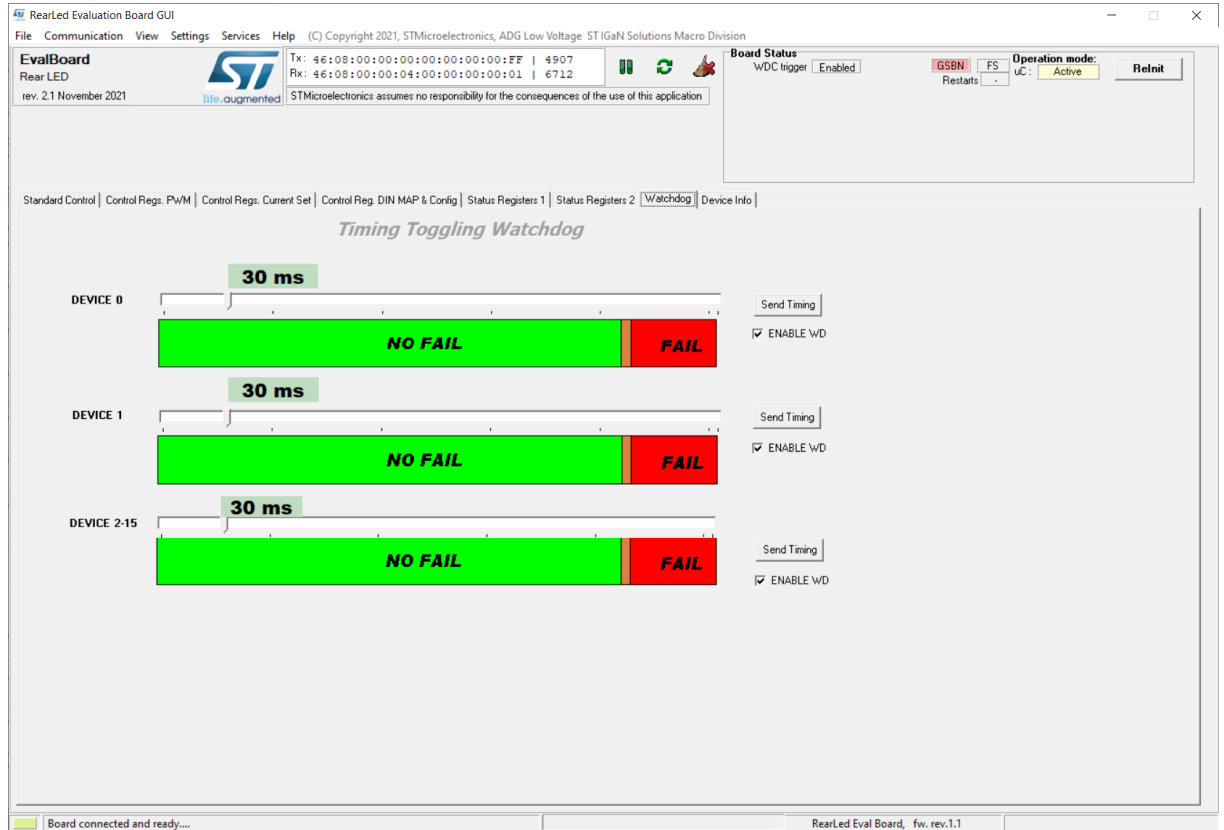 RearLed Evaluation Board GUI
File Communication View Settings Services Help (C) Copyright 2021, STMicroelectronics, ADG Low Voltage ST IGaN Solutions Macro Division
EvalBoard
Rear LED
rev. 2.1 November 2021
ST
life.augmented
Tx: 46:08:00:00:00:00:00:00:00:FF | 4907
Rx: 46:08:00:00:04:00:00:00:00:01 | 6712
STMicroelectronics assumes no responsibility for the consequences of the use of this application
Board Status
WDC trigger Enabled
GSBN FS
Restarts -
Operation mode:
uC : Active
ReInit
Standard Control Control Regs. PWM Control Regs. Current Set Control Reg. DIN MAP & Config Status Registers 1 Status Registers 2 Watchdog Device Info
Timing Toggling Watchdog
30 ms
DEVICE 0
Send Timing
ENABLE WD
NO FAIL FAIL
30 ms
DEVICE 1
Send Timing
ENABLE WD
NO FAIL FAIL
30 ms
DEVICE 2-15
Send Timing
NO FAIL FAIL
ENABLE WD
Board connected and ready....
RearLed Eval Board, fw. rev.1.1